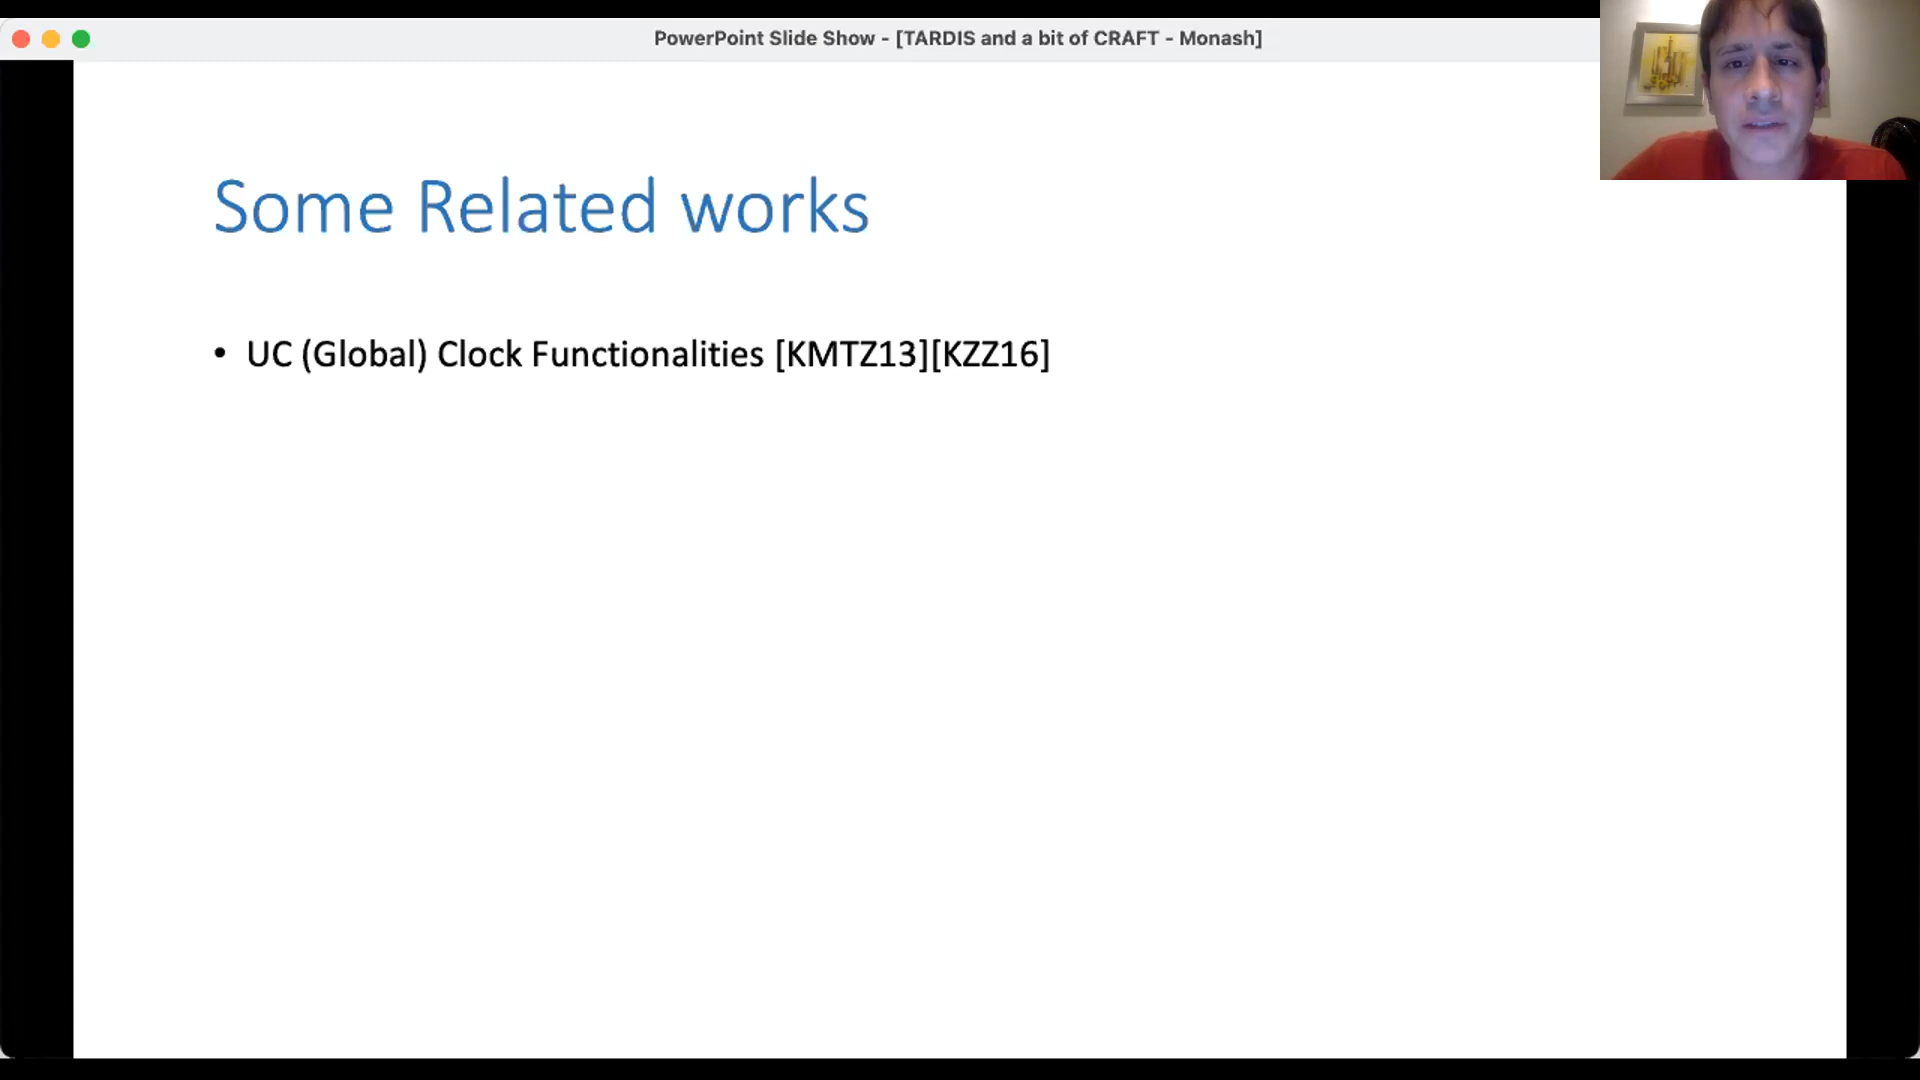 PowerPoint Slide Show - [TARDIS and a bit of CRAFT - Monash]
Some Related works
• UC (Global) Clock Functionalities [KMTZ13][KZZ16]